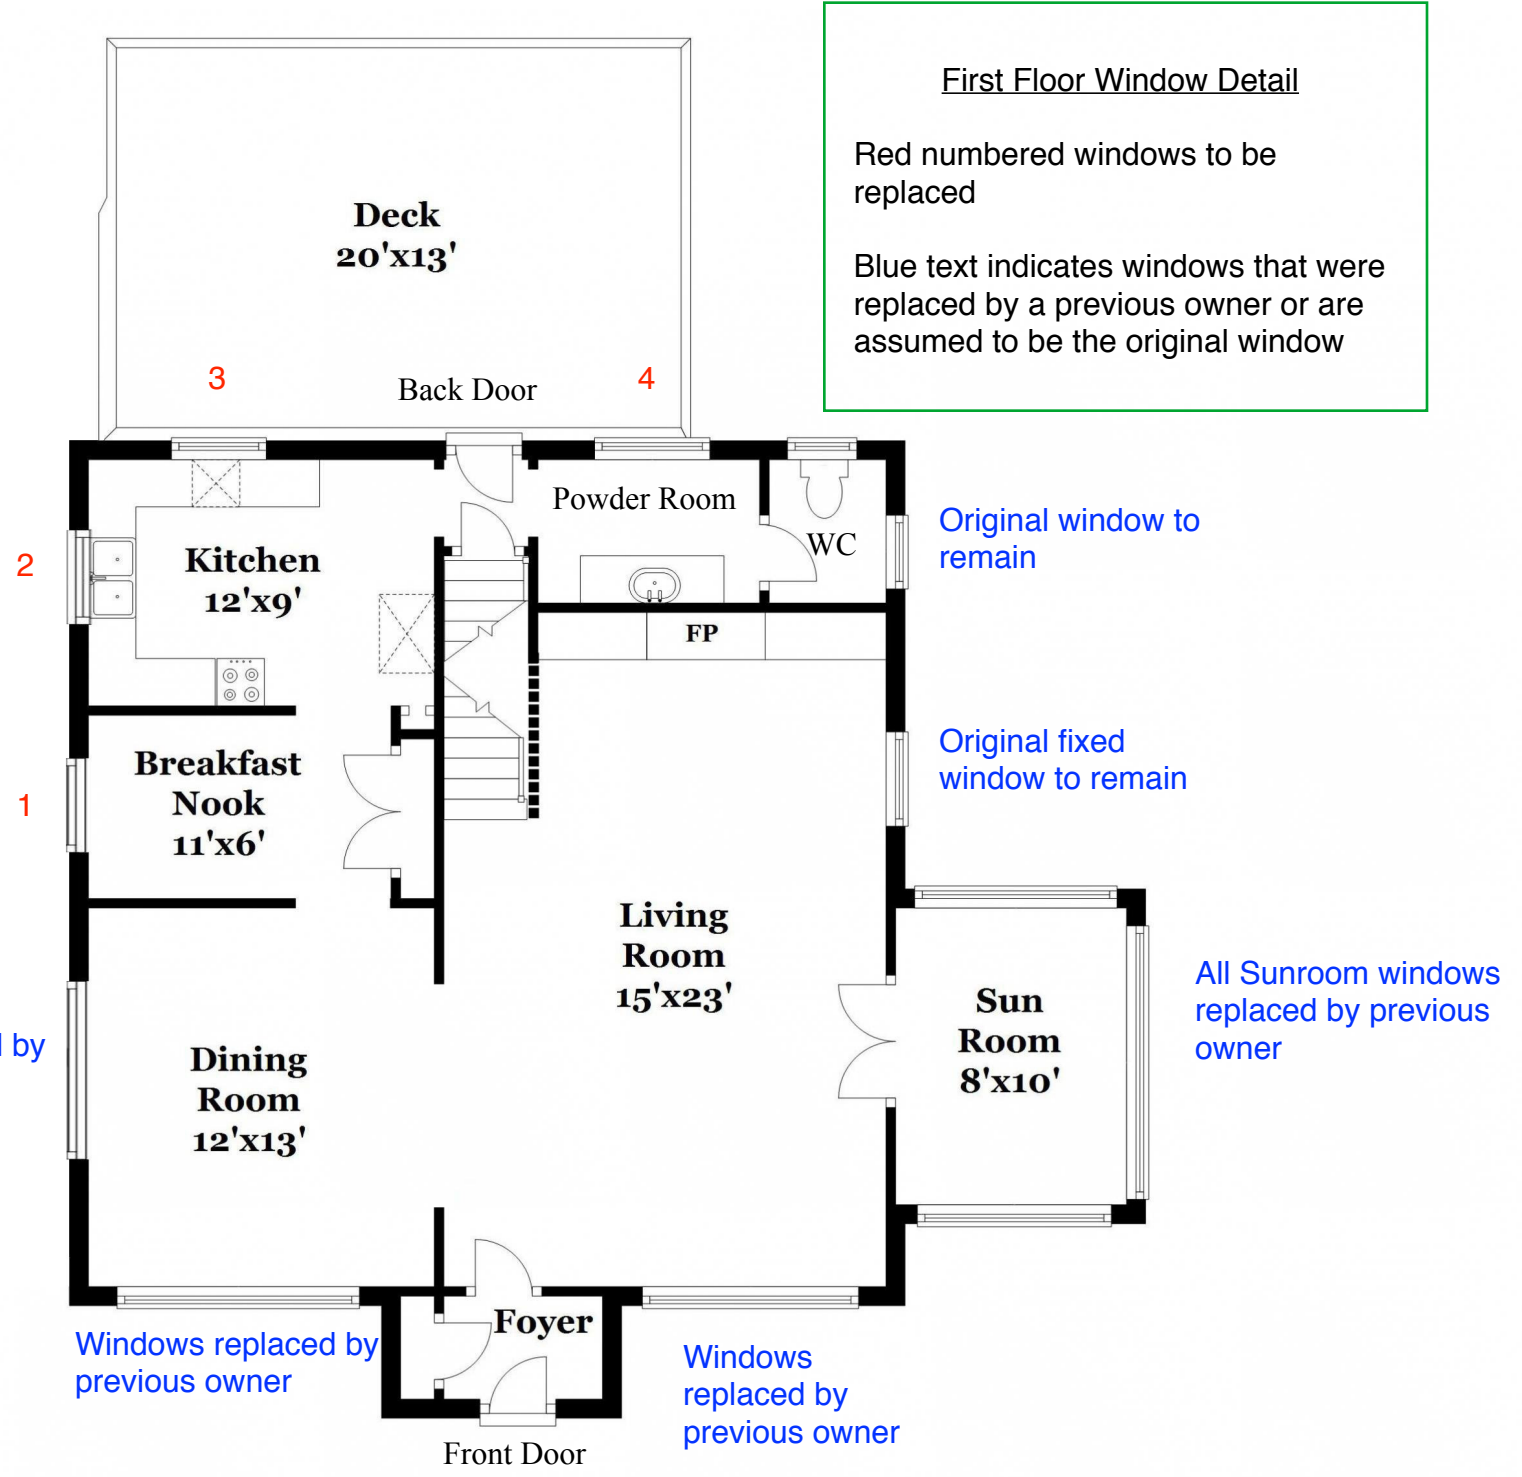 First Floor Window Detail
Red numbered windows to be
replaced
Blue text indicates windows that were
replaced by a previous owner or are
assumed to be the original window
Deck
20'x13'
3
Back Door
4
Powder Room
WC
Original window to
remain
2
Kitchen
12'x9'
FP
Original fixed
window to remain
1
Breakfast
Nook
11'x6'
Living
Room
15'x23'
Sun
Room
8'x10'
All Sunroom windows
replaced by previous
owner
by
Dining
Room
12'x13'
Foyer
Windows replaced by
previous owner
Windows
replaced by
previous owner
Front Door